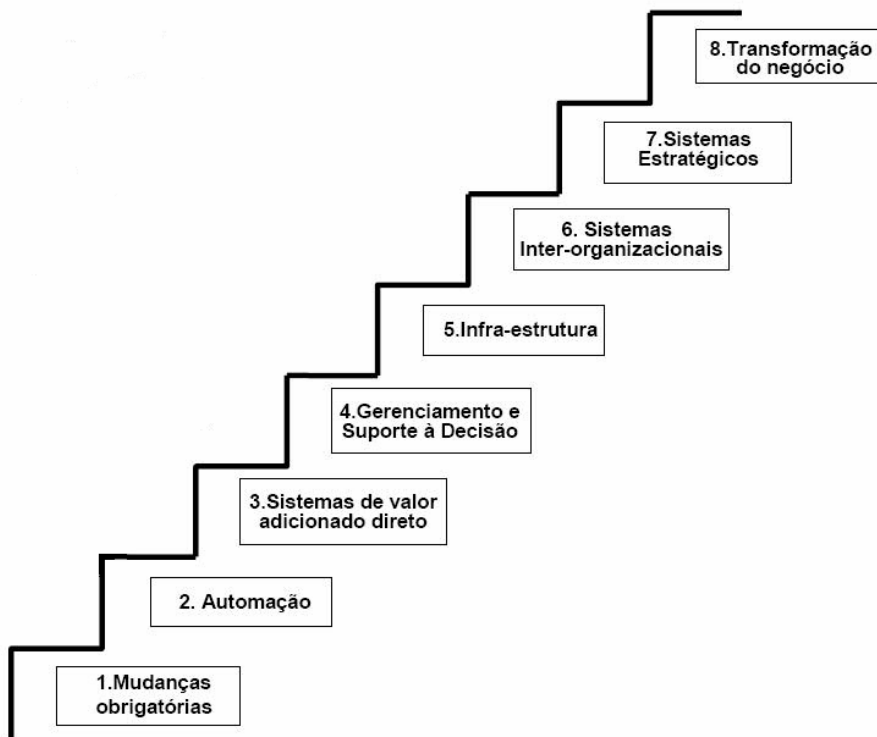 8.Transformação
do negócio
7.Sistemas
Estratégicos
6. Sistemas
Inter-organizacionais
5.Infra-estrutura
4.Gerenciamento e
Suporte à Decisão
3.Sistemas de valor
adicionado direto
2. Automação
1.Mudanças
obrigatórias